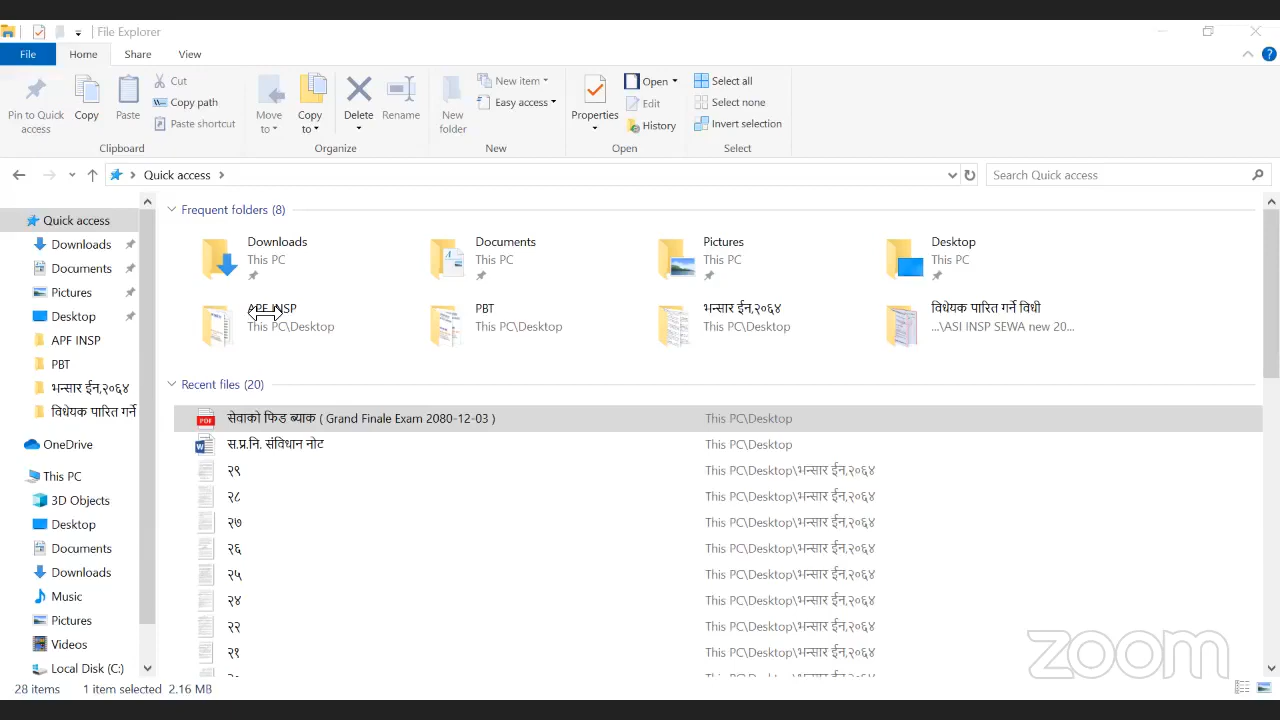 File Explorer
File Home Share View
Pin to Quick access
Copy
Paste
Cut
Copy path
Paste shortcut
Clipboard
Move to
Copy to
Delete
Rename
Organize
New folder
New item
Easy access
New
Properties
Open
Edit
History
Open
Select all
Select none
Invert selection
Select
Quick access
Search Quick access
Quick access
Downloads
Documents
Pictures
Desktop
APF INSP
PBT
भन्सार ईन,२०६४
विधेयक पारित गर्ने
OneDrive
This PC
3D Objects
Desktop
Documents
Downloads
Music
Pictures
Videos
Local Disk (C:)
Frequent folders (8)
Downloads
This PC
Documents
This PC
Pictures
This PC
Desktop
This PC
APF INSP
This PC\Desktop
PBT
This PC\Desktop
भन्सार ईन,२०६४
This PC\Desktop
विधेयक पारित गर्ने विधी
...\ASI INSP SEWA new 20...
Recent files (20)
सेवाको फिड ब्याक ( Grand Finale Exam 2080-12-03 ) This PC\Desktop
स.प्र.नि. संविधान नोट This PC\Desktop
२९ This PC\Desktop\भन्सार ईन,२०६४
२८ This PC\Desktop\भन्सार ईन,२०६४
२७ This PC\Desktop\भन्सार ईन,२०६४
२६ This PC\Desktop\भन्सार ईन,२०६४
२५ This PC\Desktop\भन्सार ईन,२०६४
२४ This PC\Desktop\भन्सार ईन,२०६४
२२ This PC\Desktop\भन्सार ईन,२०६४
२१ This PC\Desktop\भन्सार ईन,२०६४
28 items 1 item selected 2.16 MB
zoom